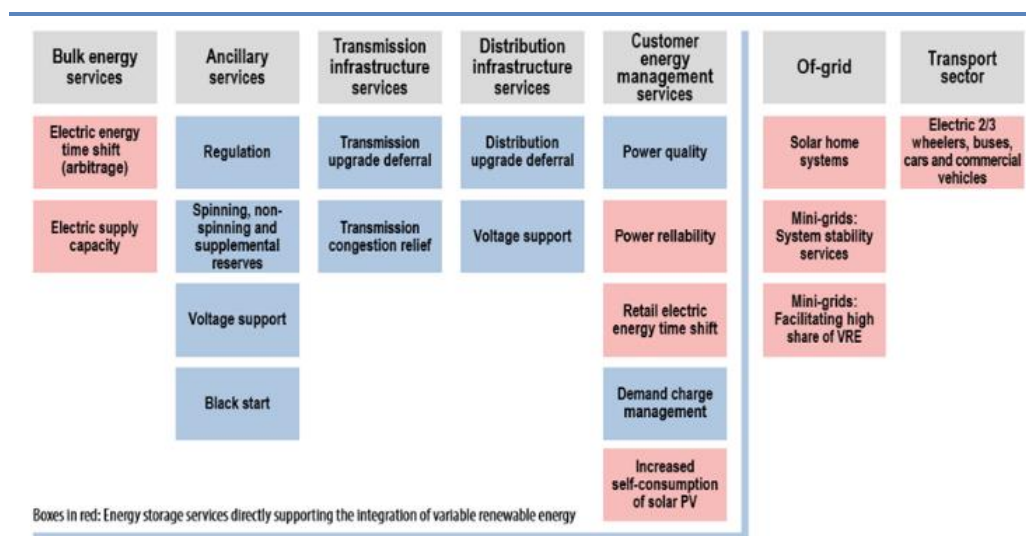 Bulk energy
services
Electric energy
time shift
(arbitrage)
Electric supply
capacity
Ancillary
services
Regulation
Spinning, non-
spinning and
supplemental
reserves
Voltage support
Black start
Transmission
infrastructure
services
Transmission
upgrade deferral
Transmission
congestion relief
Distribution
infrastructure
services
Distribution
upgrade deferral
Voltage support
Customer
energy
management
services
Power quality
Power rellability
Retail electric
energy time shift
Demand charge
management
Increased
self-consumption
of solar PV
Of-grid
Solar home
systems
Mini-grids:
System stability
services
Mini-grids:
Facilitating high
share of VRE
Transport
sector
Electric 2/3
wheelers, buses,
cars and commercial
vehicles
Boxes in red: Energy storage services directly supporting the integration of variable renewable energy